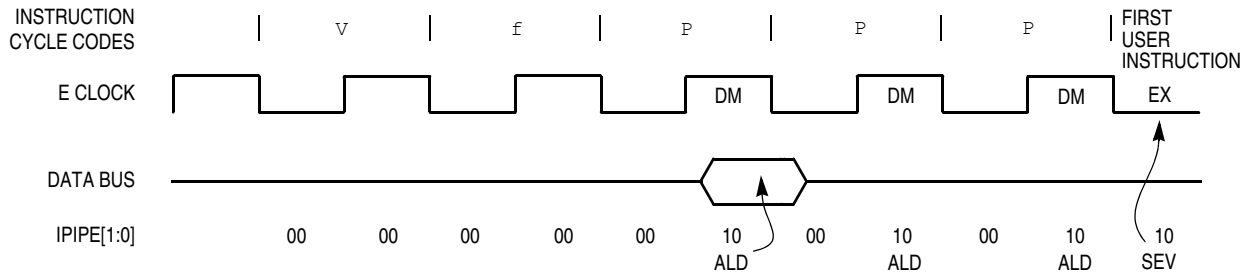 INSTRUCTION
CYCLE CODES
V f P P P
FIRST
USER
INSTRUCTION
E CLOCK
DM DM DM EX
DATA BUS
IPIPE[1:0]
00 00 00 00 00 10 00 10 00 10 10
ALD ALD ALD SEV